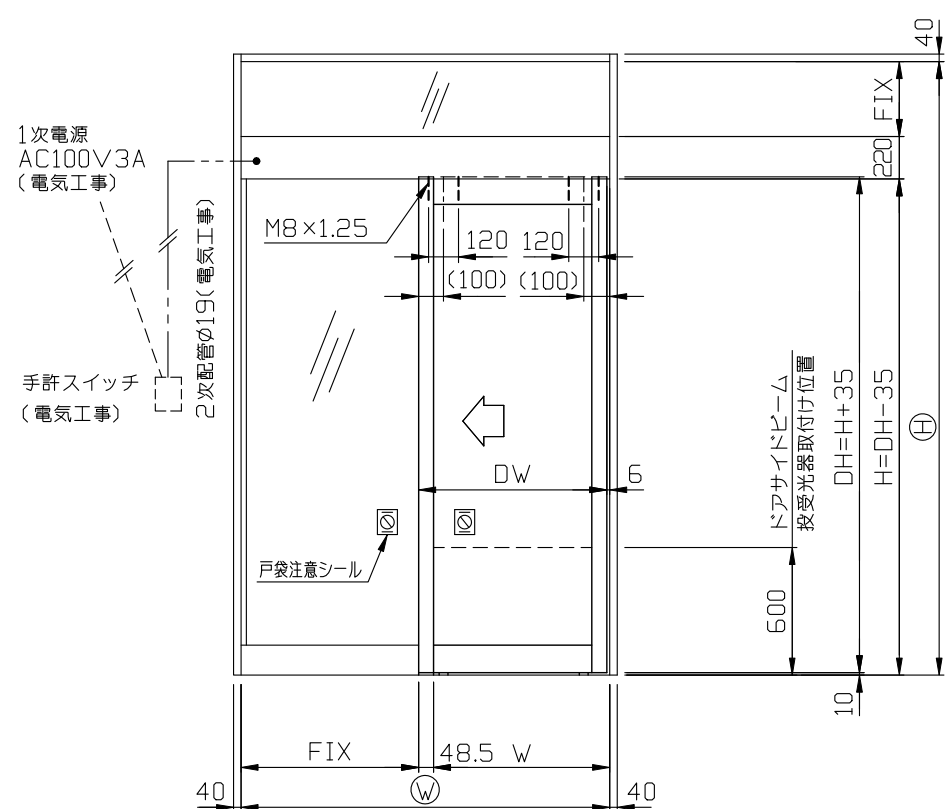 40
FIX
220
1次電源
AC100V3A
(電気工事)
2次配管Ø19(電気工事)
M8×1.25
120
120
(100)
(100)
手許スイッチ
(電気工事)
DW
6
ドアサイドビーム
投受光器取付け位置
DH=H+35
H=DH-35
H
戸袋注意シール
600
10
FIX
48.5
W
40
W
40